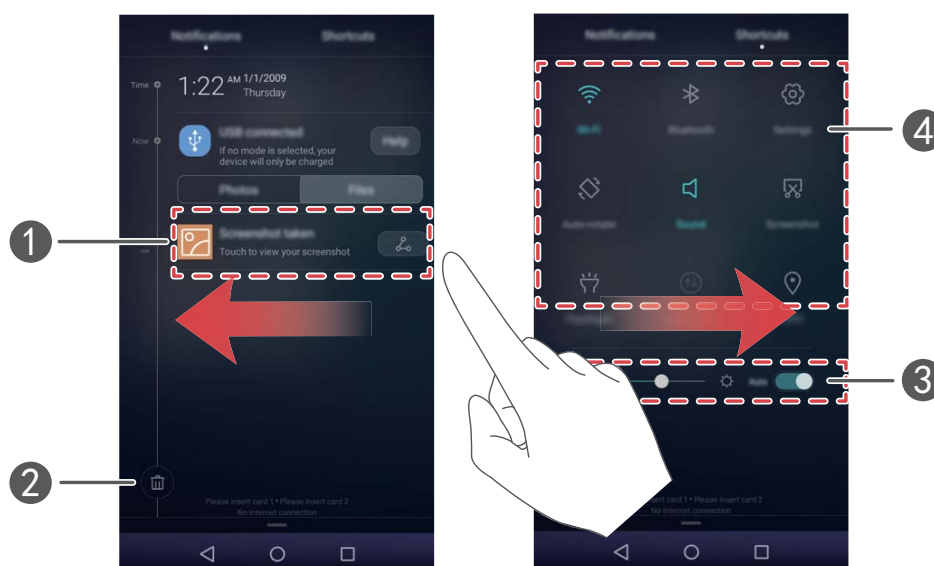 Notifications
Shortcuts
Time
1:22 AM 1/1/2009
Thursday
Now
USB connected
If no mode is selected, your
device will only be charged
Help
Photos
Files
AM
Screenshot taken
Touch to view your screenshot
Please insert card 1 • Please insert card 2
No Internet connection
1
2
Notifications
Shortcuts
Wi-Fi
Bluetooth
Settings
Auto-rotate
Sound
Screenshot
Auto
ert card 1 • Please insert card 2
No Internet connection
4
3